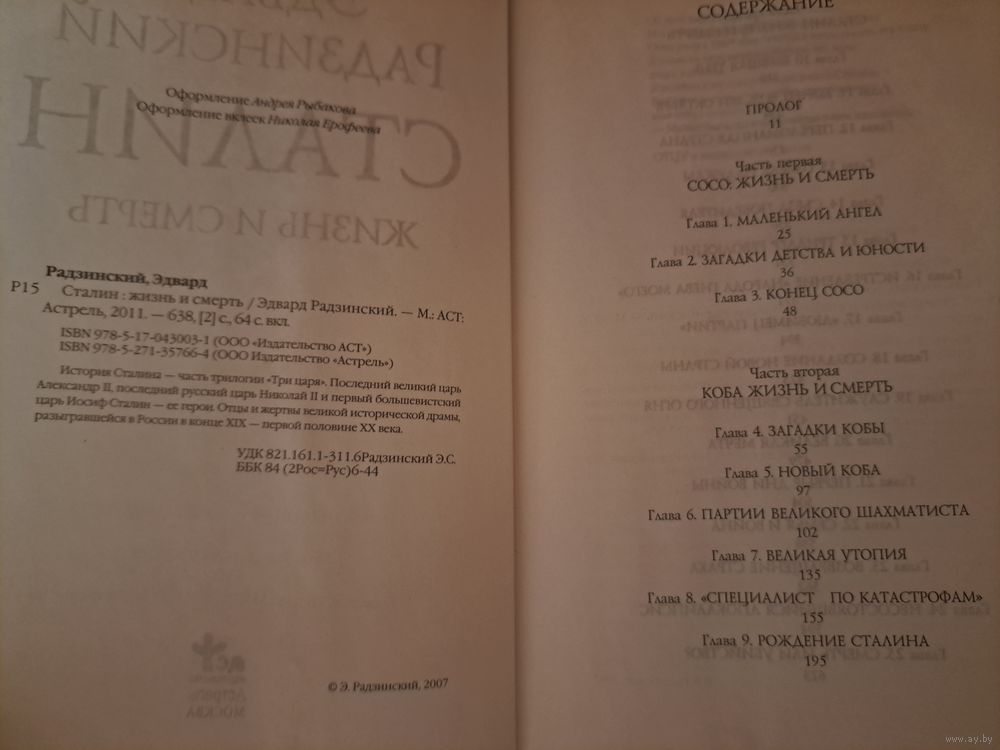 Оформление Андрея Рыбакова
Оформление вклеек Николая Ерофеева
Радзинский, Эдвард
Р15
Сталин : жизнь и смерть / Эдвард Радзинский. — М.: АСТ:
Астрель, 2011. — 638, [2] с., 64 с. вкл.
ISBN 978-5-17-043003-1 (ООО «Издательство АСТ»)
ISBN 978-5-271-35766-4 (ООО Издательство «Астрель»)
История Сталина — часть трилогии «Три царя». Последний великий царь
Александр II, последний русский царь Николай II и первый большевистский
царь Иосиф Сталин — ее герои. Отцы и жертвы великой исторической драмы,
разыгравшейся в России в конце XIX — первой половине XX века.
УДК 821.161.1-311.6Радзинский Э.С.
ББК 84 (2Рос=Рус)6-44
© Э. Радзинский, 2007
СОДЕРЖАНИЕ
ПРОЛОГ
11
Часть первая
СОСО: ЖИЗНЬ И СМЕРТЬ
Глава 1. МАЛЕНЬКИЙ АНГЕЛ
25
Глава 2. ЗАГАДКИ ДЕТСТВА И ЮНОСТИ
36
Глава 3. КОНЕЦ СОСО
48
Часть вторая
КОБА ЖИЗНЬ И СМЕРТЬ
Глава 4. ЗАГАДКИ КОБЫ
55
Глава 5. НОВЫЙ КОБА
97
Глава 6. ПАРТИИ ВЕЛИКОГО ШАХМАТИСТА
102
Глава 7. ВЕЛИКАЯ УТОПИЯ
135
Глава 8. «СПЕЦИАЛИСТ ПО КАТАСТРОФАМ»
155
Глава 9. РОЖДЕНИЕ СТАЛИНА
195
www.ay.by